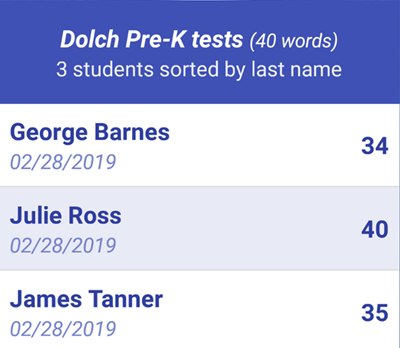 Dolch Pre-K tests (40 words)
3 students sorted by last name
George Barnes
02/28/2019
34
Julie Ross
02/28/2019
40
James Tanner
02/28/2019
35